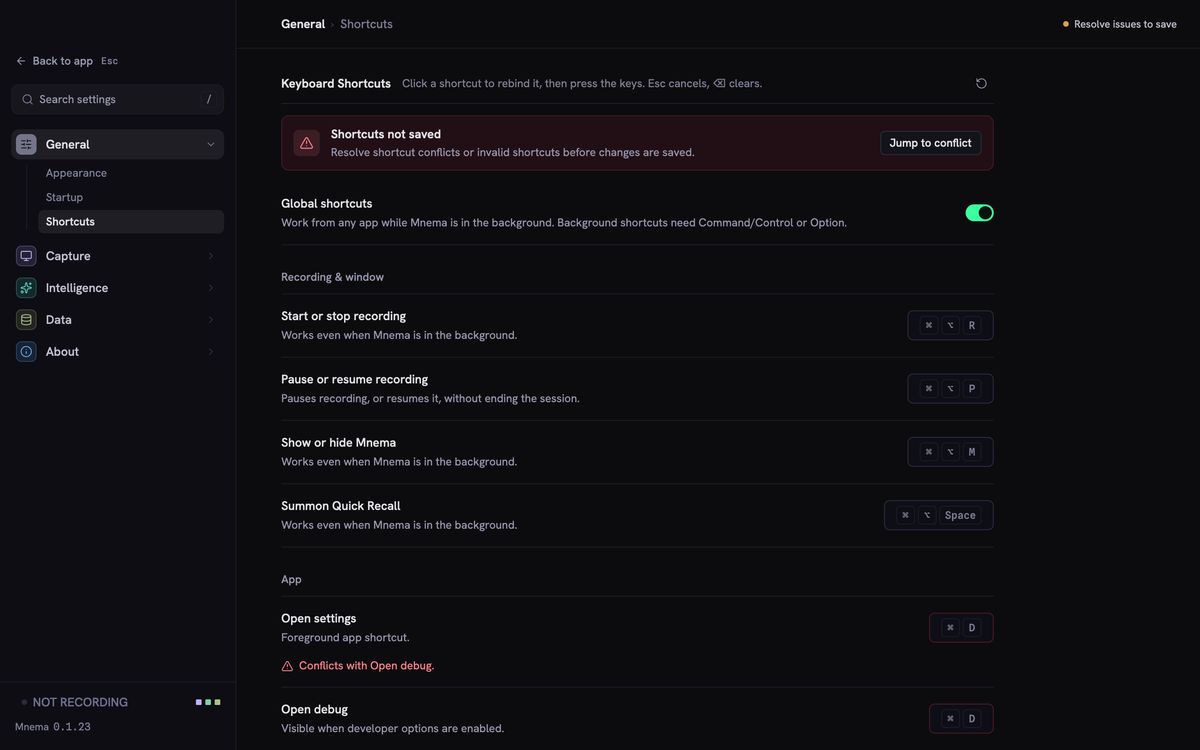 General › Shortcuts
Resolve issues to save
← Back to app Esc
Search settings /
General
Appearance
Startup
Shortcuts
Capture
Intelligence
Data
About
NOT RECORDING
Mnema 0.1.23
Keyboard Shortcuts Click a shortcut to rebind it, then press the keys. Esc cancels, ⌫ clears.
Shortcuts not saved
Resolve shortcut conflicts or invalid shortcuts before changes are saved.
Jump to conflict
Global shortcuts
Work from any app while Mnema is in the background. Background shortcuts need Command/Control or Option.
Recording & window
Start or stop recording
Works even when Mnema is in the background.
⌘ ⌥ R
Pause or resume recording
Pauses recording, or resumes it, without ending the session.
⌘ ⌥ P
Show or hide Mnema
Works even when Mnema is in the background.
⌘ ⌥ M
Summon Quick Recall
Works even when Mnema is in the background.
⌘ ⌥ Space
App
Open settings
Foreground app shortcut.
⌘ D
Conflicts with Open debug.
Open debug
Visible when developer options are enabled.
⌘ D